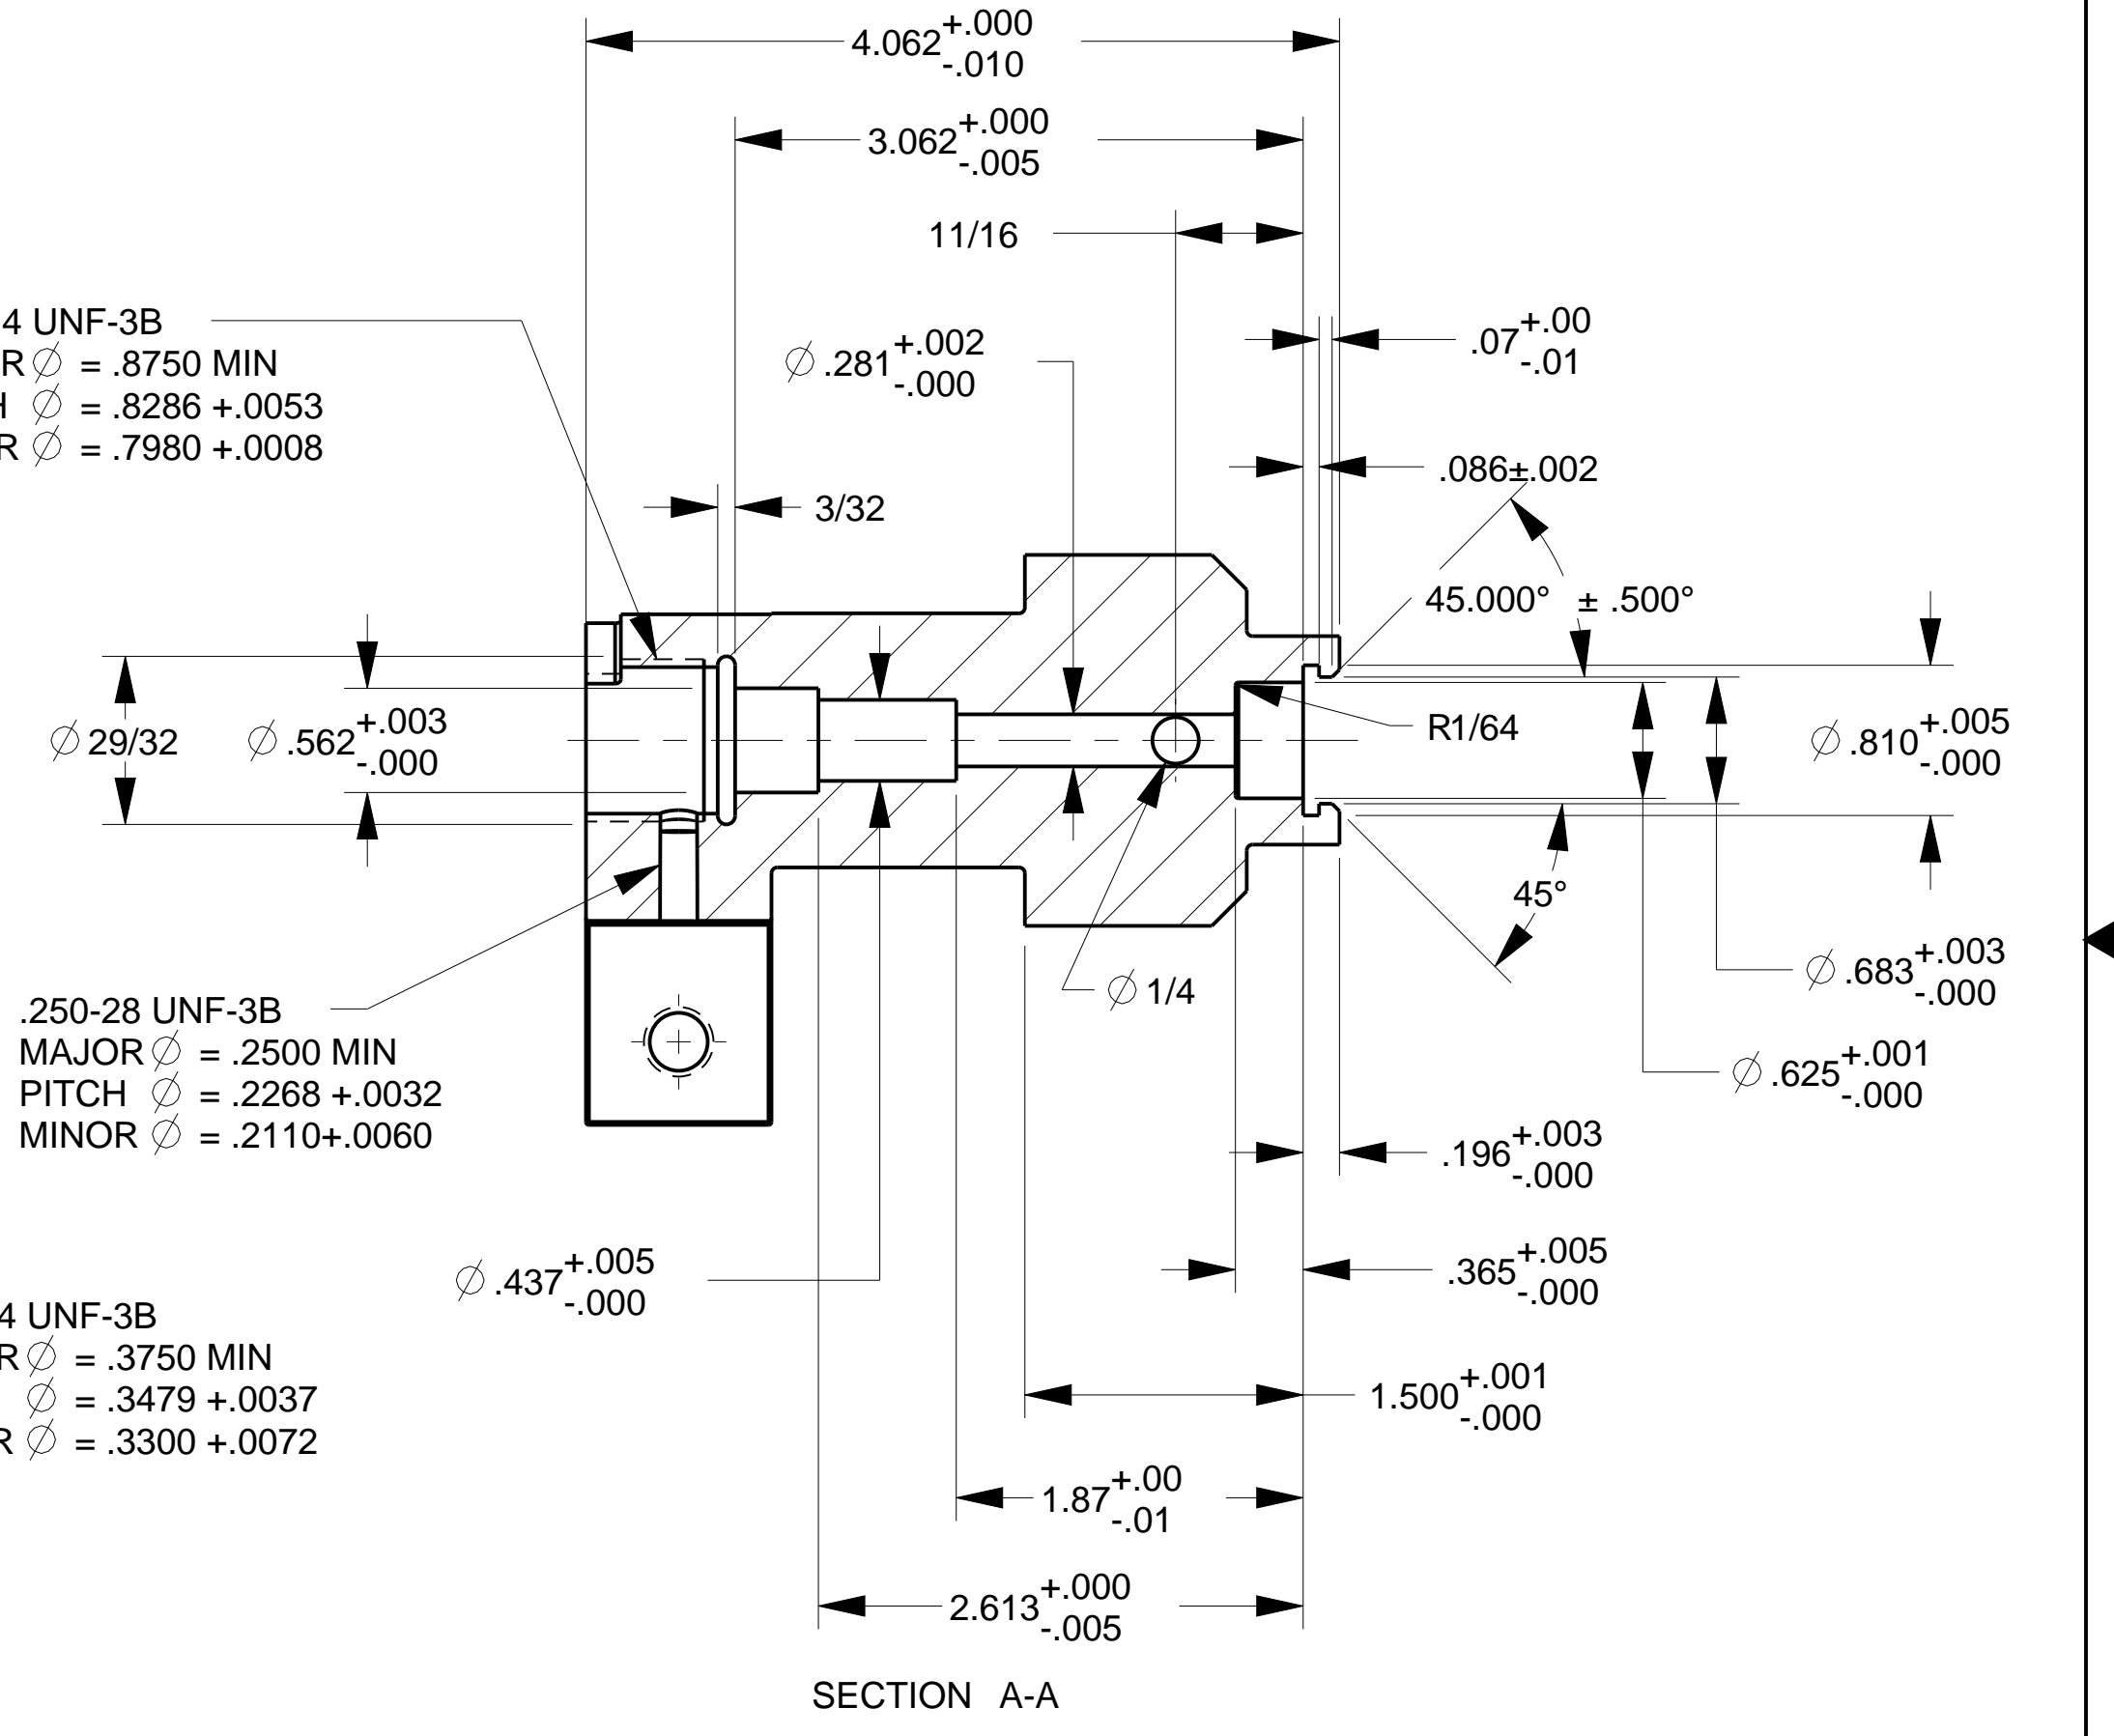 4.062 +.000 -.010
3.062 +.000 -.005
11/16
4 UNF-3B
R ∅ = .8750 MIN
H ∅ = .8286 +.0053
R ∅ = .7980 +.0008
∅ .281 +.002 -.000
.07 +.00 -.01
.086±.002
3/32
45.000° ± .500°
∅ 29/32
∅ .562 +.003 -.000
R1/64
∅ .810 +.005 -.000
45°
∅ .683 +.003 -.000
∅ 1/4
.250-28 UNF-3B
MAJOR ∅ = .2500 MIN
PITCH ∅ = .2268 +.0032
MINOR ∅ = .2110+.0060
∅ .625 +.001 -.000
.196 +.003 -.000
∅ .437 +.005 -.000
.365 +.005 -.000
4 UNF-3B
R ∅ = .3750 MIN
∅ = .3479 +.0037
R ∅ = .3300 +.0072
1.500 +.001 -.000
1.87 +.00 -.01
2.613 +.000 -.005
SECTION A-A